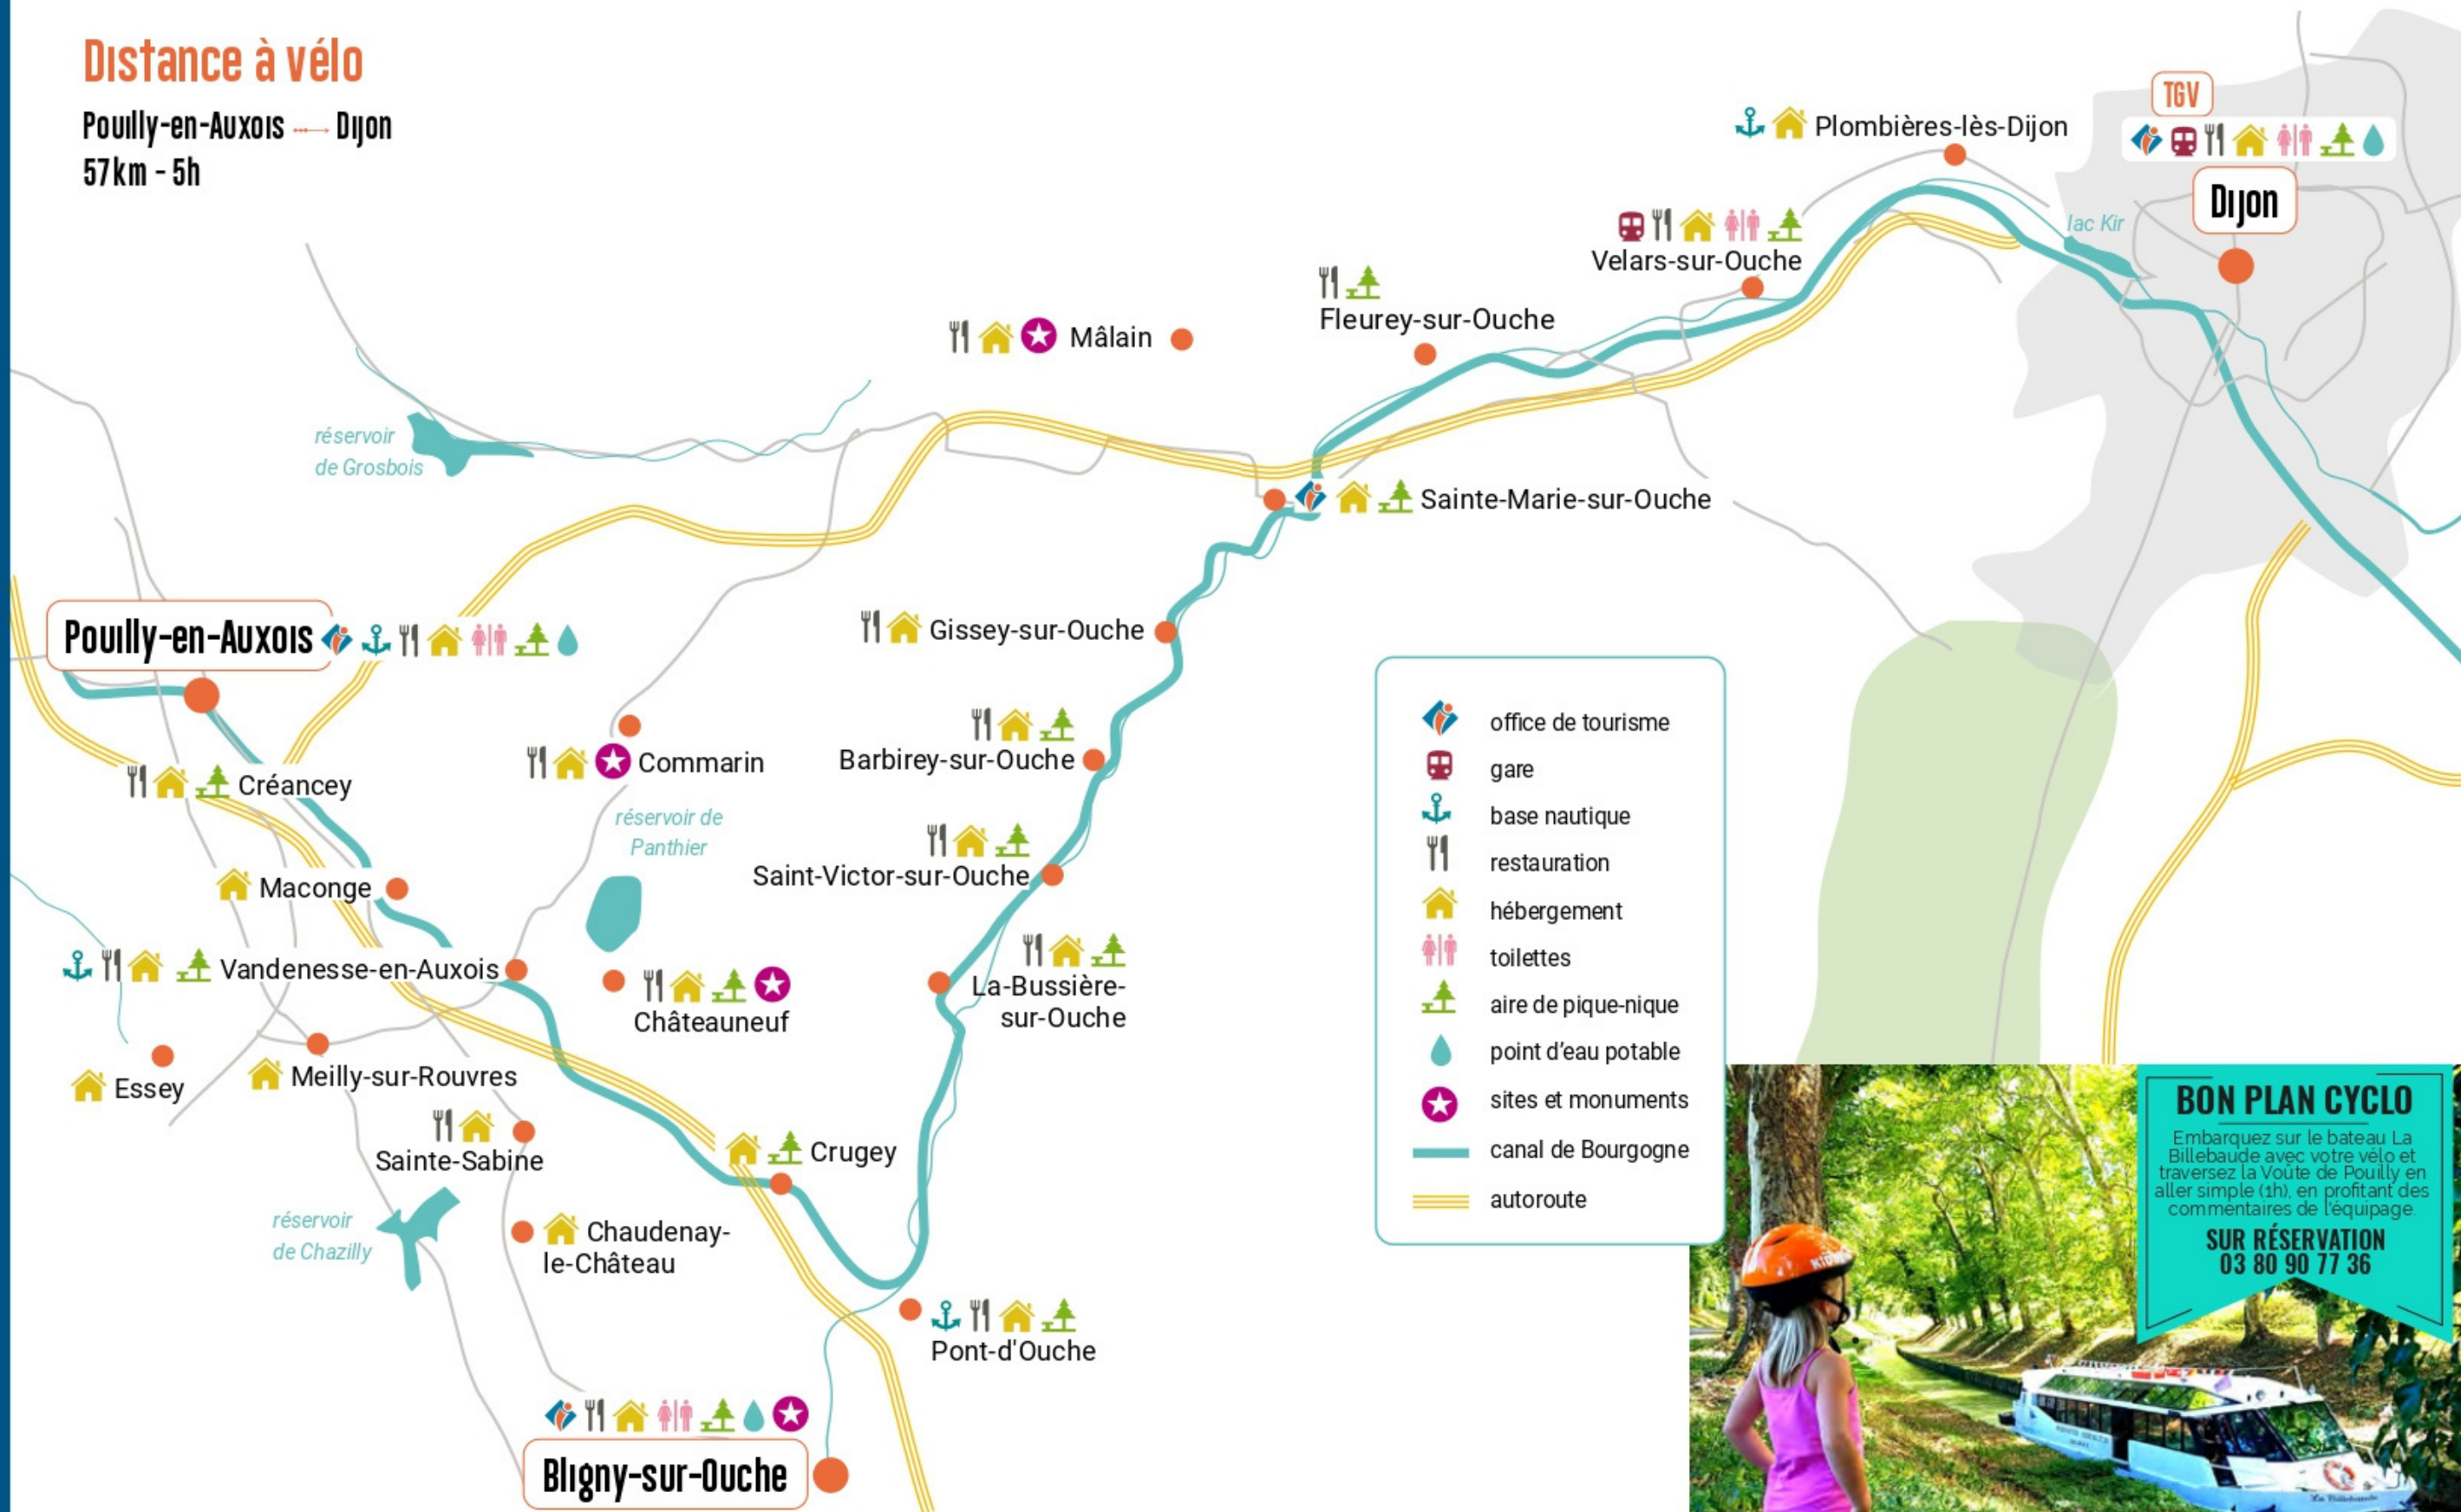 Distance à vélo
Pouilly-en-Auxois Dijon
57km - 5h
TGV
Plombières-lès-Dijon
Dijon
lac Kir
Velars-sur-Ouche
Fleurey-sur-Ouche
Mâlain
réservoir
de Grosbois
Sainte-Marie-sur-Ouche
Pouilly-en-Auxois
Gissey-sur-Ouche
Commarin
Barbirey-sur-Ouche
Créancey
réservoir de
Panthier
Saint-Victor-sur-Ouche
Maconge
Vandenesse-en-Auxois
Châteauneuf
La-Bussière-
sur-Ouche
Essey
Meilly-sur-Rouvres
Sainte-Sabine
Crugey
réservoir
de Chazilly
Chaudenay-
le-Château
Pont-d'Ouche
Bligny-sur-Ouche
office de tourisme
gare
base nautique
restauration
hébergement
toilettes
aire de pique-nique
point d'eau potable
sites et monuments
canal de Bourgogne
autoroute
BON PLAN CYCLO
Embarquez sur le bateau La
Billebaude avec votre vélo et
traversez la Voûte de Pouilly en
aller simple (1h), en profitant des
commentaires de l'équipage.
SUR RÉSERVATION
03 80 90 77 36
La Billebaude